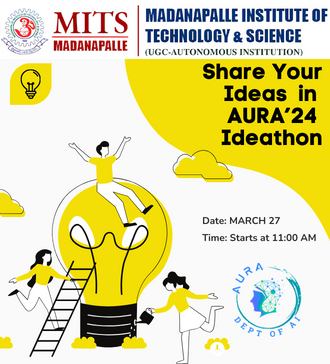 MITS
MADANAPALLE
MADANAPALLE INSTITUTE OF
TECHNOLOGY & SCIENCE
(UGC-AUTONOMOUS INSTITUTION)
Share Your
Ideas in
AURA'24
Ideathon
Date: MARCH 27
Time: Starts at 11:00 AM
AURA
DEPT OF AI